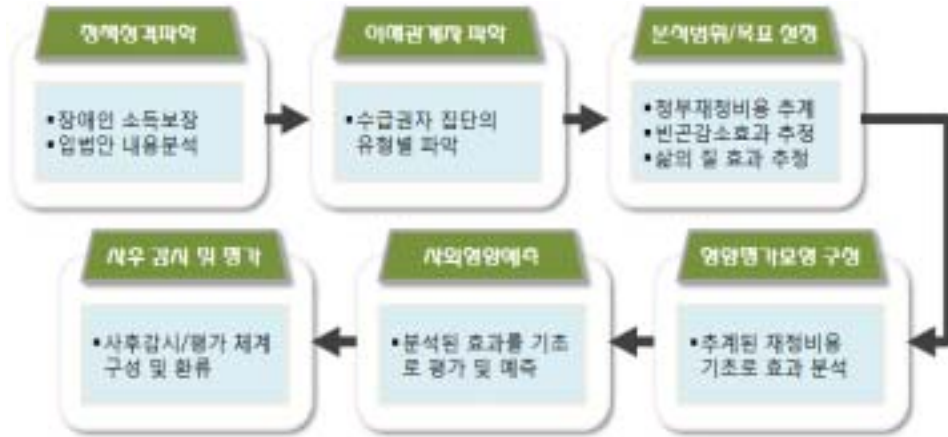 정책성격파악
장애인 소득보장
입법안 내용분석
이해관계자 파악
수급권자 집단의
유형별 파악
분석범위/목표 설정
정부재정비용 추계
빈곤감소효과 추정
삶의 질 효과 추정
영향평가모형 구성
추계된 재정비용
기초로 효과 분석
사회영향예측
분석된 효과를 기초
로 평가 및 예측
사후 감시 및 평가
사후감시/평가 체계
구성 및 환류